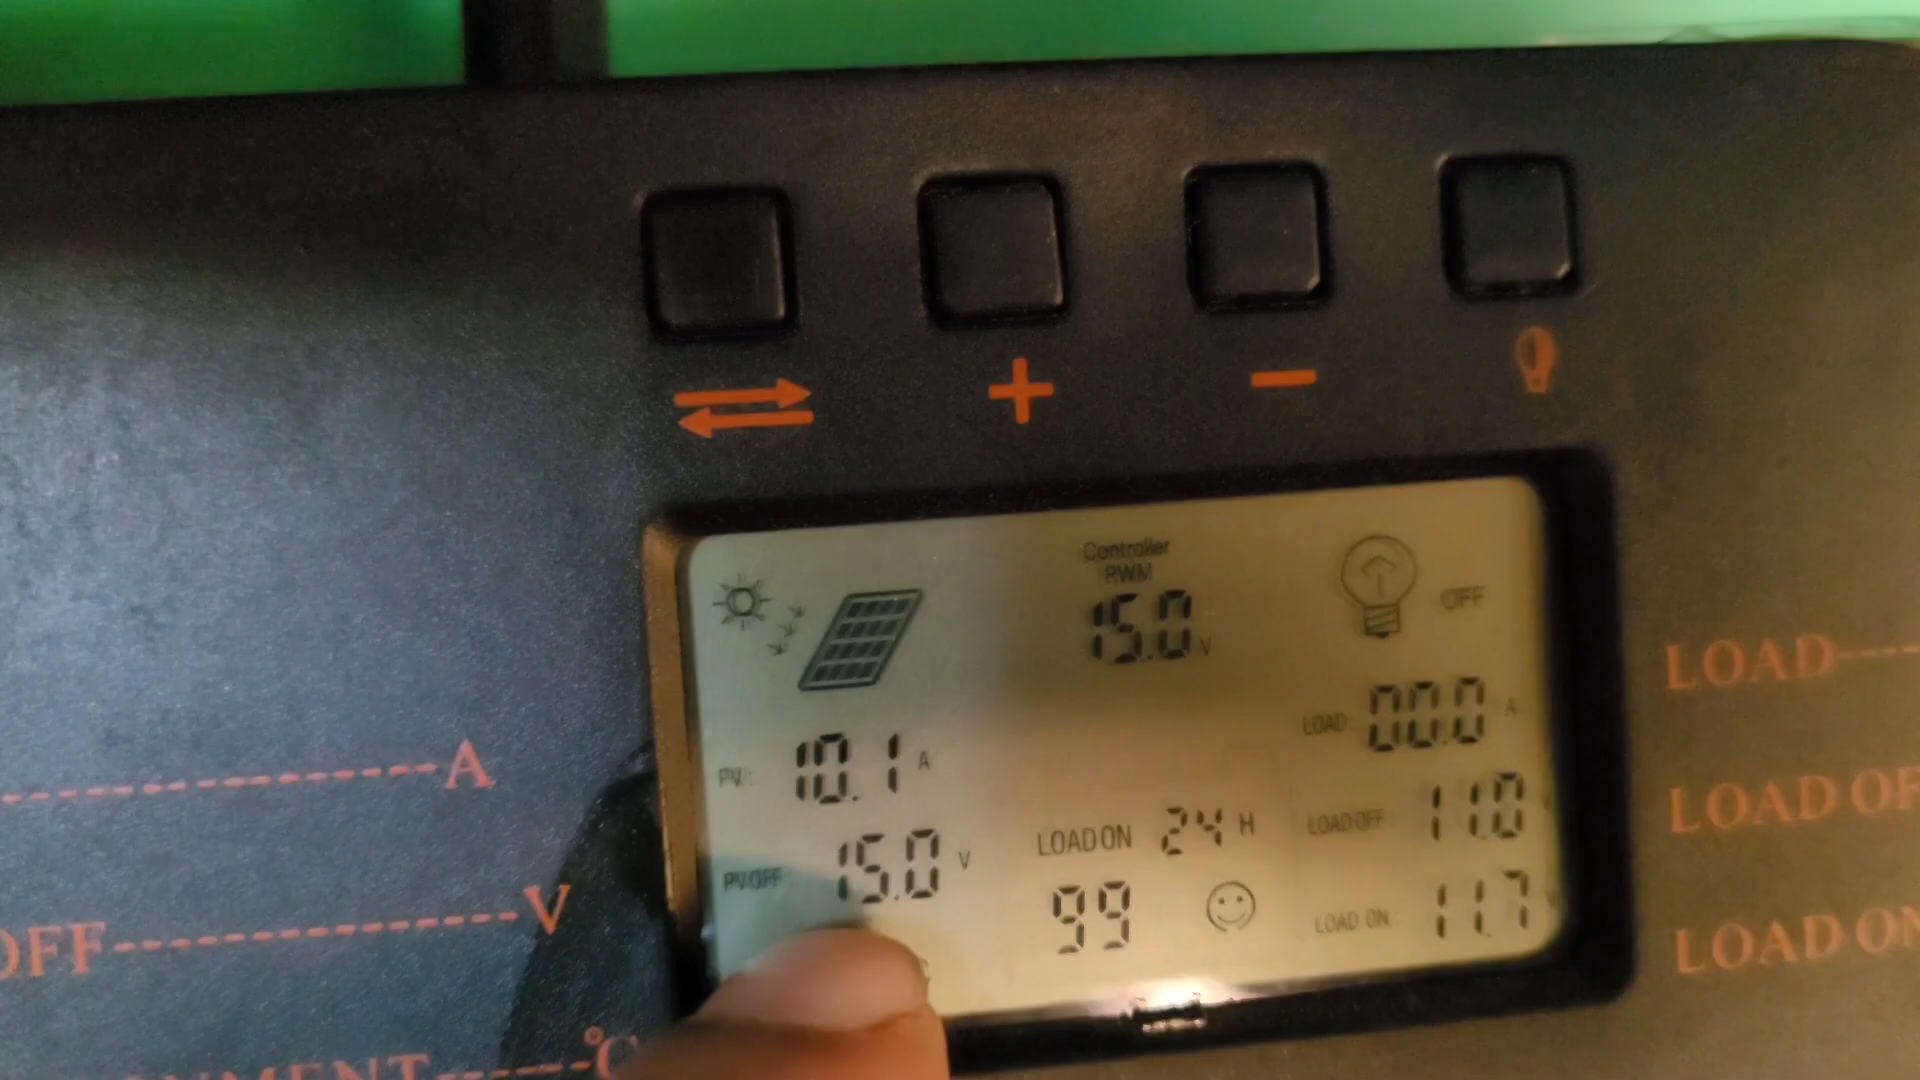 Controller
PWM
15.0 V
OFF
LOAD 00.0 A
PV: 10.1 A
LOAD ON 24 H
LOAD OFF 11.0
PV OFF 15.0 V
99
LOAD ON 11.7
C
A
OFF V
°C
LOAD
LOAD OF
LOAD ON